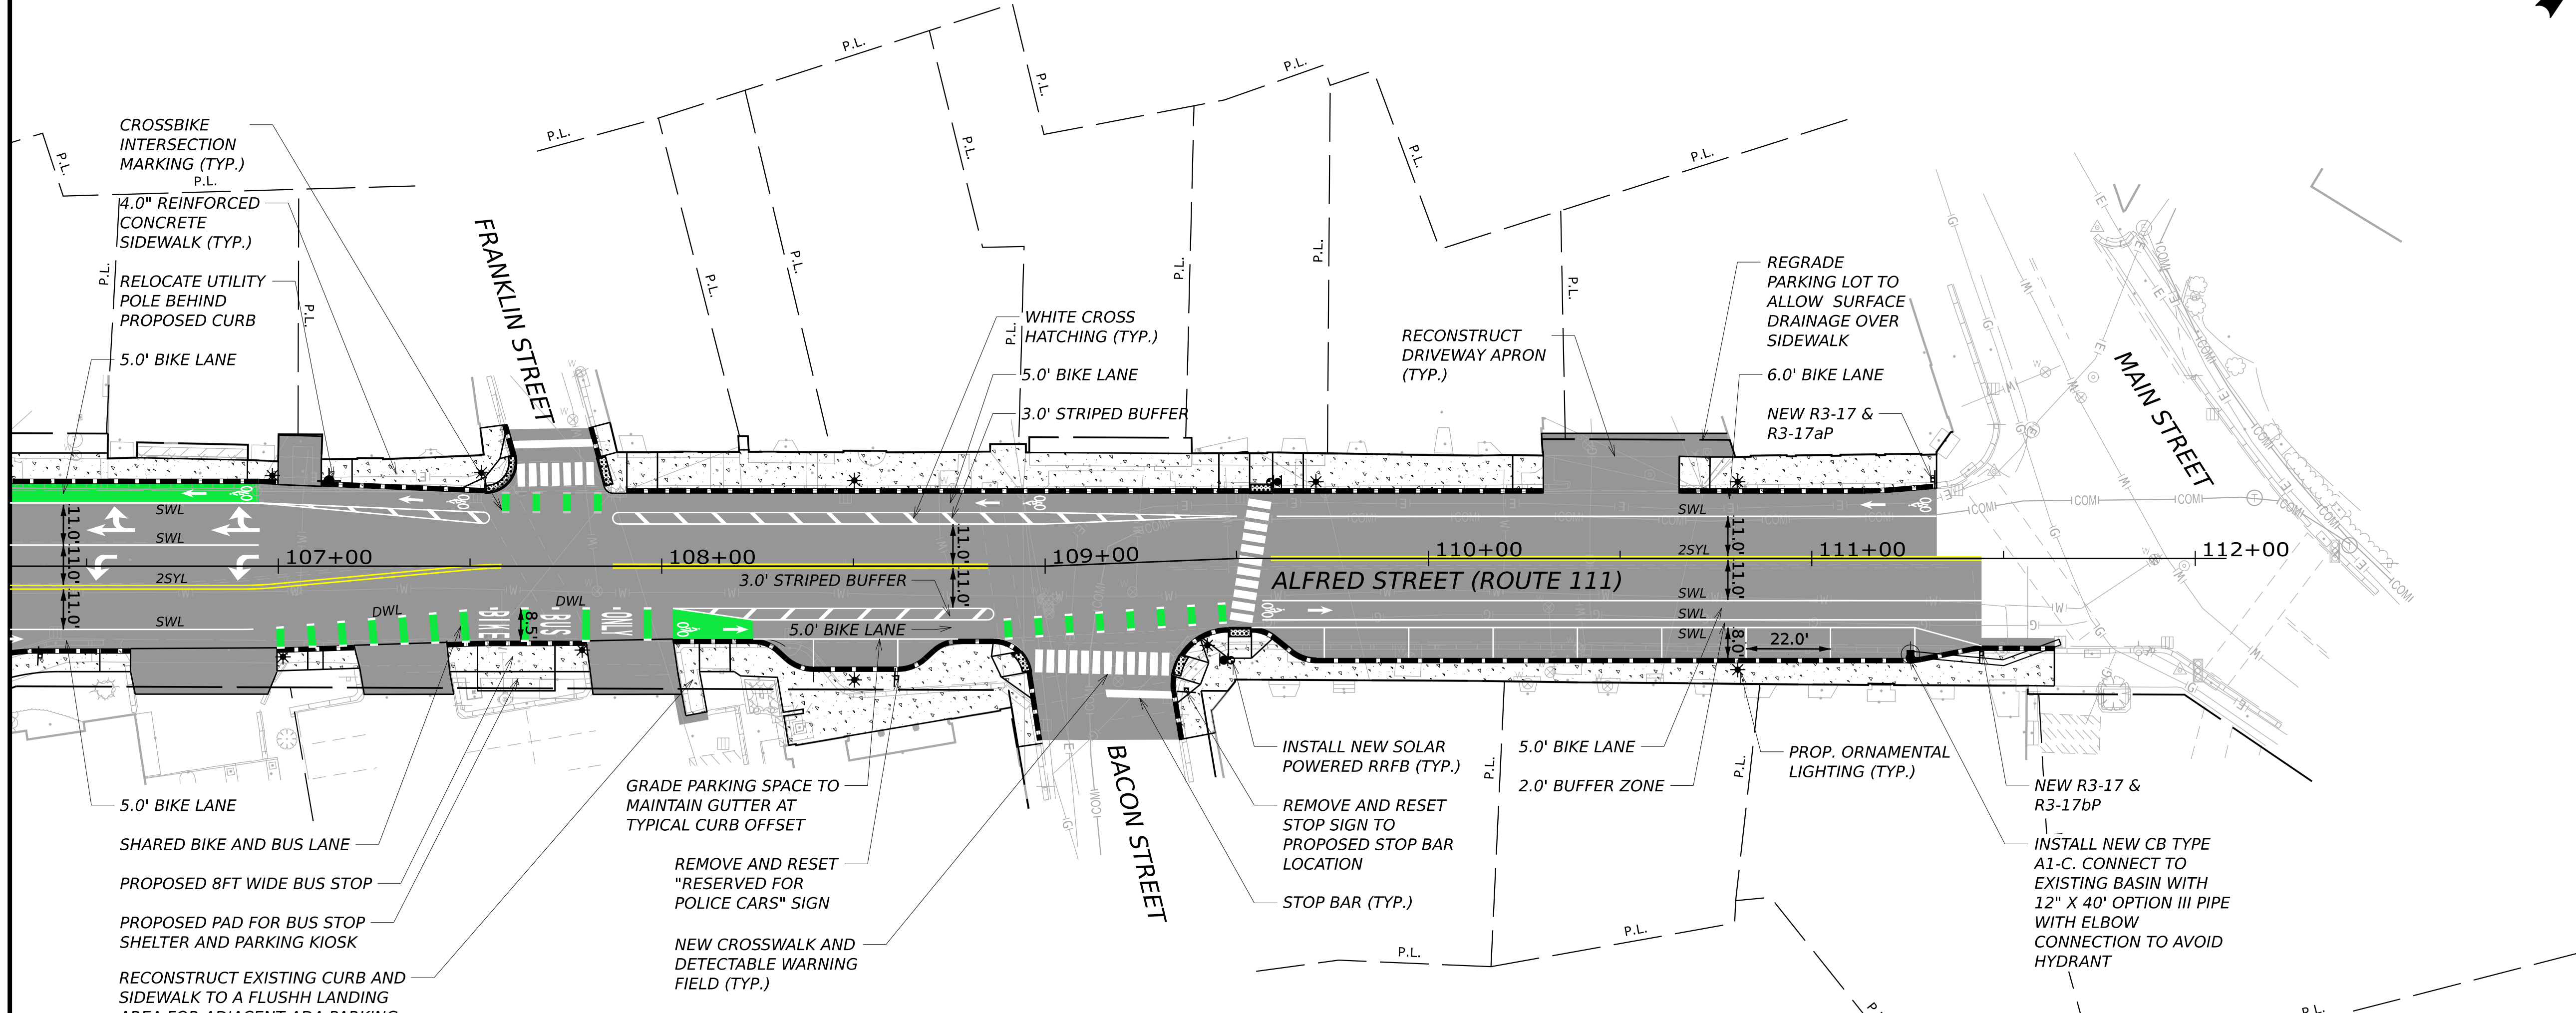 CROSSBIKE
INTERSECTION
MARKING (TYP.)
P.L.
4.0" REINFORCED
CONCRETE
SIDEWALK (TYP.)
RELOCATE UTILITY
POLE BEHIND
PROPOSED CURB
5.0' BIKE LANE
P.L.
P.L.
P.L.
FRANKLIN STREET
P.L.
P.L.
P.L.
P.L.
P.L.
P.L.
P.L.
P.L.
P.L.
P.L.
P.L.
P.L.
P.L.
P.L.
WHITE CROSS
HATCHING (TYP.)
5.0' BIKE LANE
3.0' STRIPED BUFFER
RECONSTRUCT
DRIVEWAY APRON
(TYP.)
REGRADE
PARKING LOT TO
ALLOW  SURFACE
DRAINAGE OVER
SIDEWALK
6.0' BIKE LANE
NEW R3-17 &
R3-17aP
MAIN STREET
SWL
SWL
2SYL
SWL
11.0'
11.0'
11.0'
107+00
108+00
109+00
110+00
111+00
112+00
DWL
DWL
BIKE
BUS
ONLY
8.5'
3.0' STRIPED BUFFER
5.0' BIKE LANE
11.0'
11.0'
ALFRED STREET (ROUTE 111)
SWL
2SYL
SWL
SWL
SWL
11.0'
11.0'
8.0'
22.0'
5.0' BIKE LANE
SHARED BIKE AND BUS LANE
PROPOSED 8FT WIDE BUS STOP
PROPOSED PAD FOR BUS STOP
SHELTER AND PARKING KIOSK
RECONSTRUCT EXISTING CURB AND
SIDEWALK TO A FLUSHH LANDING
AREA FOR ADJACENT ADA PARKING
GRADE PARKING SPACE TO
MAINTAIN GUTTER AT
TYPICAL CURB OFFSET
REMOVE AND RESET
"RESERVED FOR
POLICE CARS" SIGN
NEW CROSSWALK AND
DETECTABLE WARNING
FIELD (TYP.)
BACON STREET
INSTALL NEW SOLAR
POWERED RRFB (TYP.)
REMOVE AND RESET
STOP SIGN TO
PROPOSED STOP BAR
LOCATION
STOP BAR (TYP.)
5.0' BIKE LANE
2.0' BUFFER ZONE
PROP. ORNAMENTAL
LIGHTING (TYP.)
NEW R3-17 &
R3-17bP
INSTALL NEW CB TYPE
A1-C. CONNECT TO
EXISTING BASIN WITH
12" X 40' OPTION III PIPE
WITH ELBOW
CONNECTION TO AVOID
HYDRANT
P.L.
P.L.
P.L.
P.L.
P.L.
P.L.